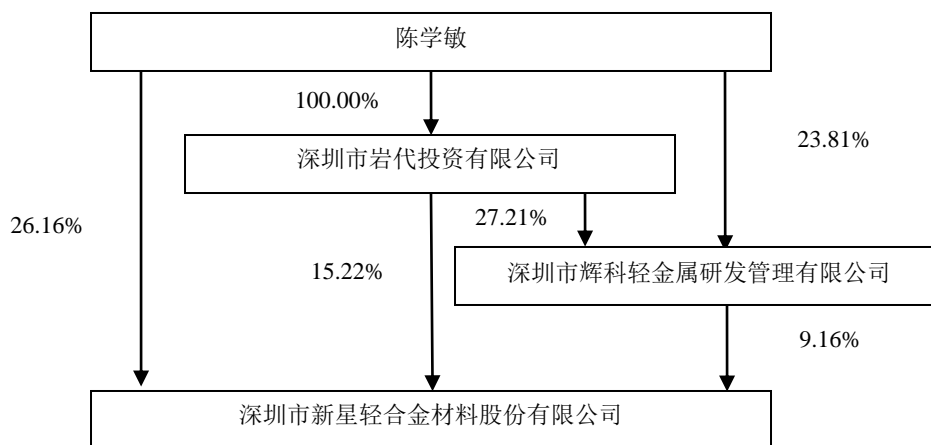 陈学敏
100.00%
23.81%
深圳市岩代投资有限公司
26.16%
27.21%
15.22%
深圳市辉科轻金属研发管理有限公司
9.16%
深圳市新星轻合金材料股份有限公司